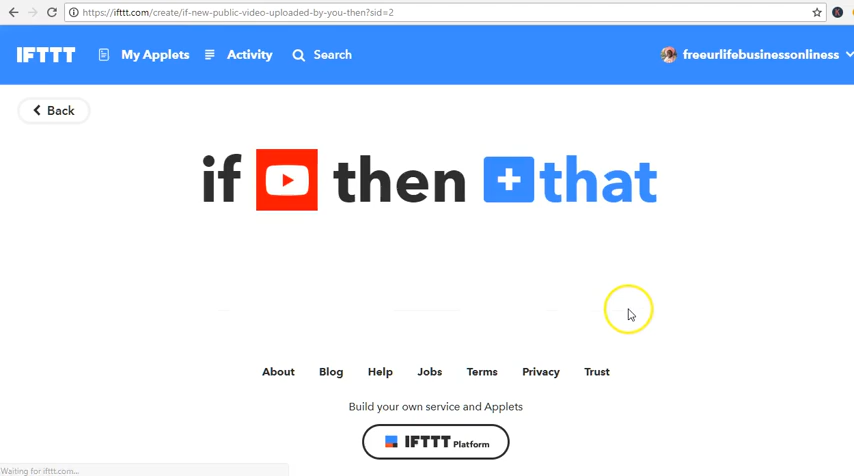 https://ifttt.com/create/if-new-public-video-uploaded-by-you-then?sid=2
IFTTT My Applets Activity Search freeurlifebusinessonliness
Back
if then that
About Blog Help Jobs Terms Privacy Trust
Build your own service and Applets
IFTTT Platform
Waiting for ifttt.com...